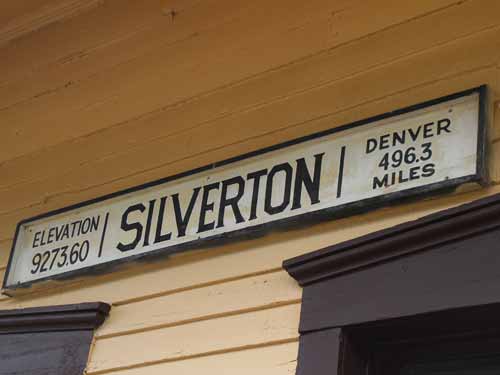 ELEVATION
9273.60
SILVERTON
DENVER
496.3
MILES